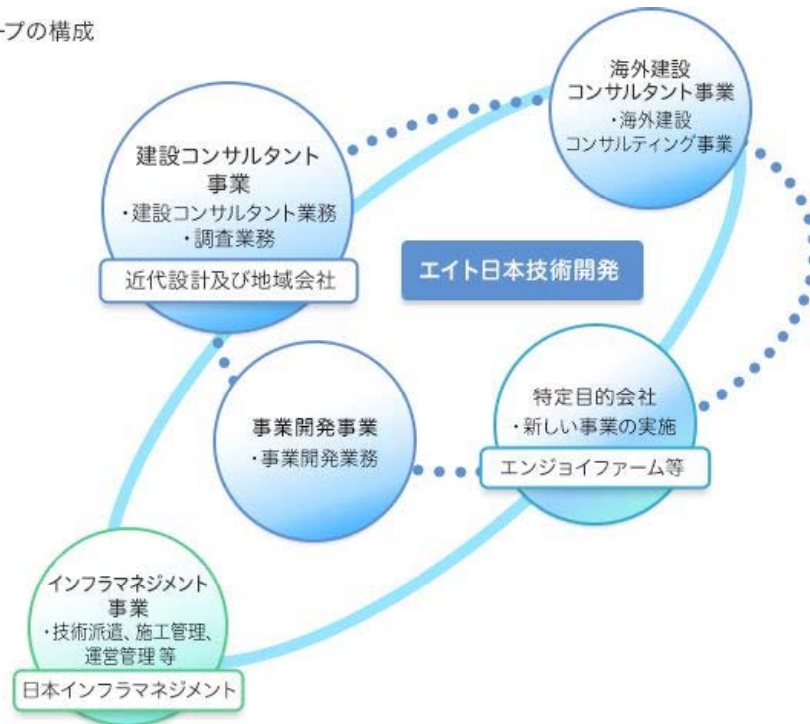 ープの構成
海外建設
コンサルタント事業
・海外建設
コンサルティング事業
建設コンサルタント
事業
・建設コンサルタント業務
・調査業務
近代設計及び地域会社
エイト日本技術開発
事業開発事業
・事業開発業務
特定目的会社
・新しい事業の実施
エンジョイファーム等
インフラマネジメント
事業
・技術派遣、施工管理、
運営管理 等
日本インフラマネジメント